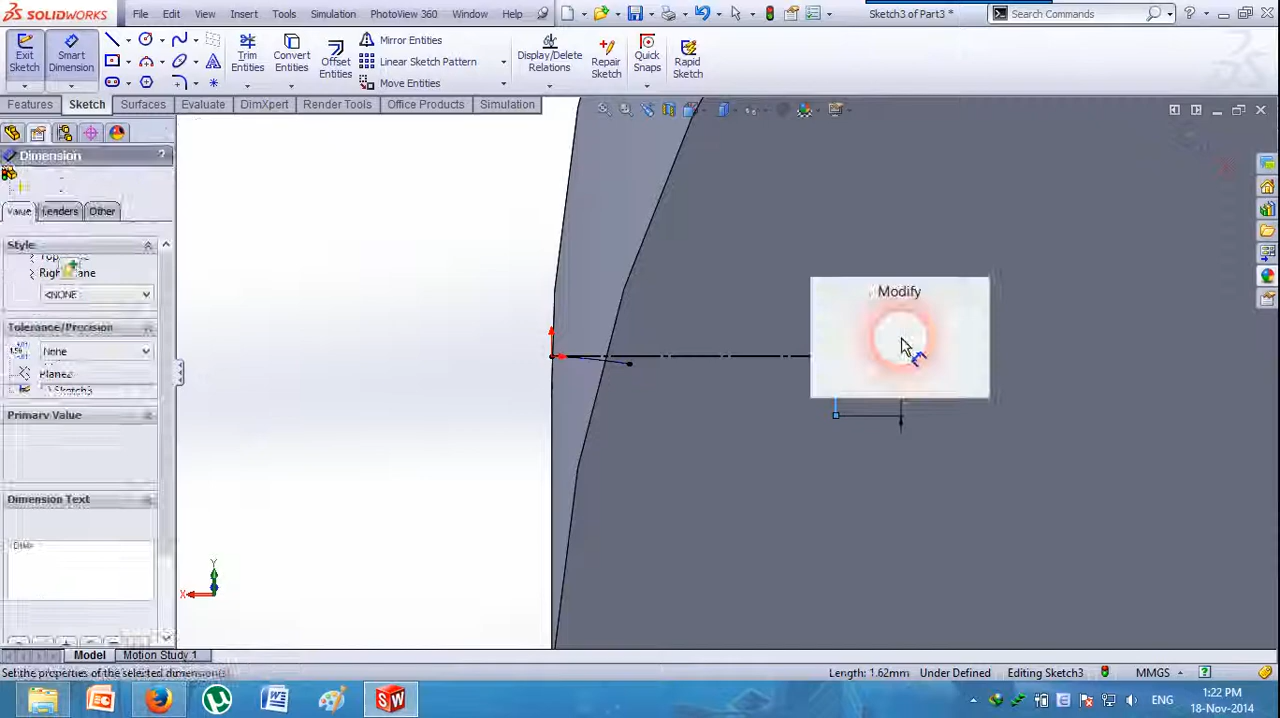 SOLIDWORKS
File Edit View Insert Tools Simulation PhotoView 360 Window Help
Sketch3 of Part3 *
Search Commands
Exit Sketch
Smart Dimension
Trim Entities
Convert Entities
Offset Entities
Mirror Entities
Linear Sketch Pattern
Move Entities
Display/Delete Relations
Repair Sketch
Quick Snaps
Rapid Sketch
Features Sketch Surfaces Evaluate DimXpert Render Tools Office Products Simulation
Dimension
?
Value Leaders Other
Style
<NONE>
Tolerance/Precision
None
Plane2
Sketch3
Primary Value
Dimension Text
Modify
Y
X
Model Motion Study 1
Set the properties of the selected dimension(s)
Length: 1.62mm Under Defined Editing Sketch3 MMGS
ENG
1:22 PM
18-Nov-2014